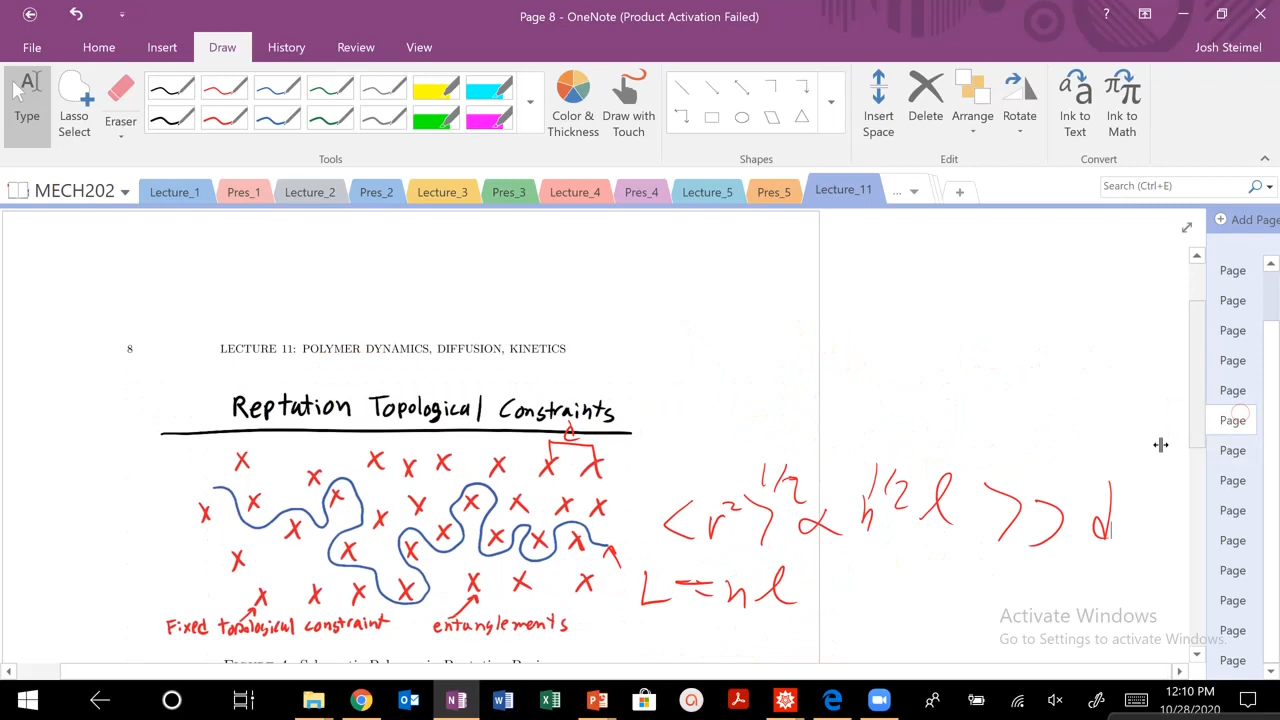 Page 8 - OneNote (Product Activation Failed)
?
File Home Insert Draw History Review View Josh Steimel
Type
Lasso Select
Eraser
Color & Thickness
Draw with Touch
Insert Space
Delete
Arrange
Rotate
Ink to Text
Ink to Math
Tools Shapes Edit Convert
MECH202 Lecture_1 Pres_1 Lecture_2 Pres_2 Lecture_3 Pres_3 Lecture_4 Pres_4 Lecture_5 Pres_5 Lecture_11 ... Search (Ctrl+E)
Add Page
Page
Page
Page
Page
Page
Page
Page
Page
Page
Page
Page
Page
Page
Page
8 LECTURE 11: POLYMER DYNAMICS, DIFFUSION, KINETICS
Reptation Topological Constraints
d
<r²>^1/2 ∝ n^1/2 l >> d
L = n l
Fixed topological constraint
entanglements
Activate Windows
Go to Settings to activate Windows.
12:10 PM
10/28/2020